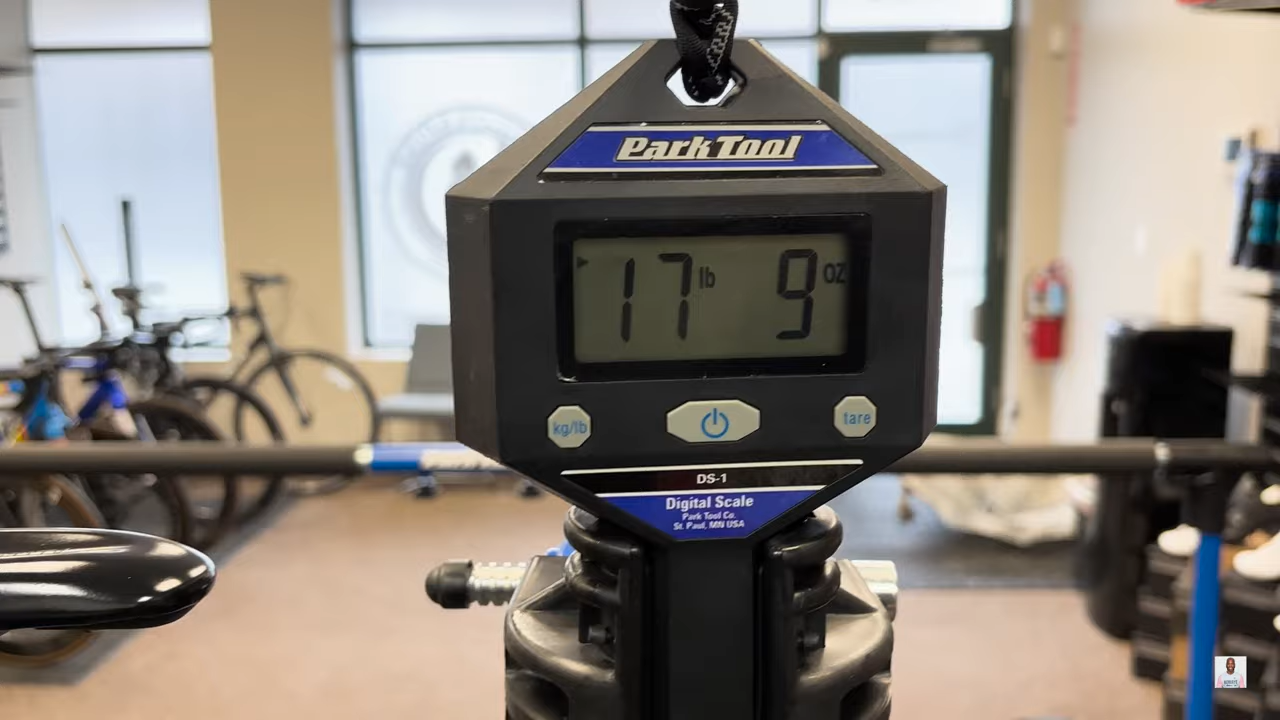 ParkTool
17 lb 9 oz
kg/lb
tare
DS-1
Digital Scale
Park Tool Co.
St. Paul, MN USA